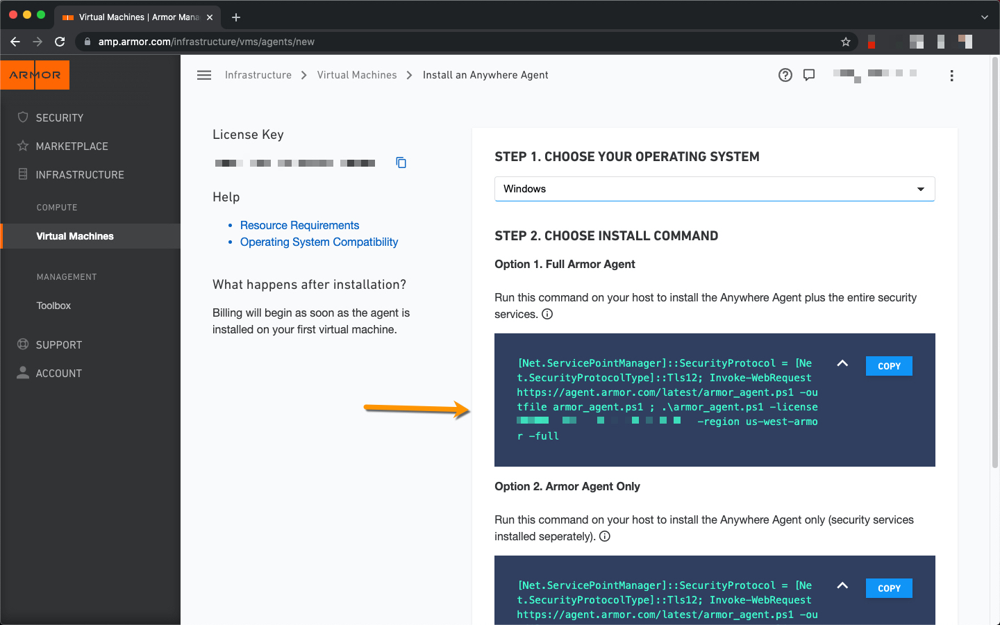 Virtual Machines | Armor Mana
amp.armor.com/infrastructure/vms/agents/new
ARMOR
SECURITY
MARKETPLACE
INFRASTRUCTURE
COMPUTE
Virtual Machines
MANAGEMENT
Toolbox
SUPPORT
ACCOUNT
Infrastructure > Virtual Machines > Install an Anywhere Agent
License Key
Help
• Resource Requirements
• Operating System Compatibility
What happens after installation?
Billing will begin as soon as the agent is
installed on your first virtual machine.
STEP 1. CHOOSE YOUR OPERATING SYSTEM
Windows
STEP 2. CHOOSE INSTALL COMMAND
Option 1. Full Armor Agent
Run this command on your host to install the Anywhere Agent plus the entire security
services.
[Net.ServicePointManager]::SecurityProtocol = [Ne
t.SecurityProtocolType]::Tls12; Invoke-WebRequest
https://agent.armor.com/latest/armor_agent.ps1 -ou
tfile armor_agent.ps1 ; .\armor_agent.ps1 -license
-region us-west-armo
r -full
COPY
Option 2. Armor Agent Only
Run this command on your host to install the Anywhere Agent only (security services
installed seperately).
[Net.ServicePointManager]::SecurityProtocol = [Ne
t.SecurityProtocolType]::Tls12; Invoke-WebRequest
https://agent.armor.com/latest/armor_agent.ps1 -ou
COPY